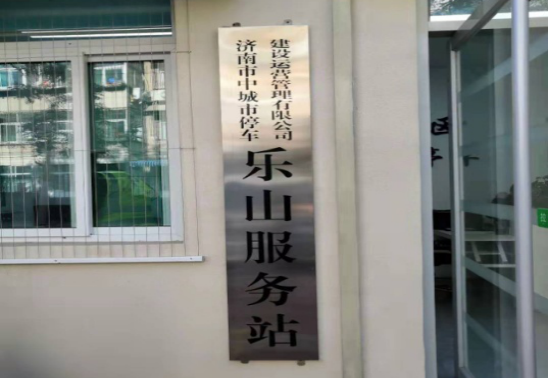 济南市中城市停车
建设运营管理有限公司
乐山服务站